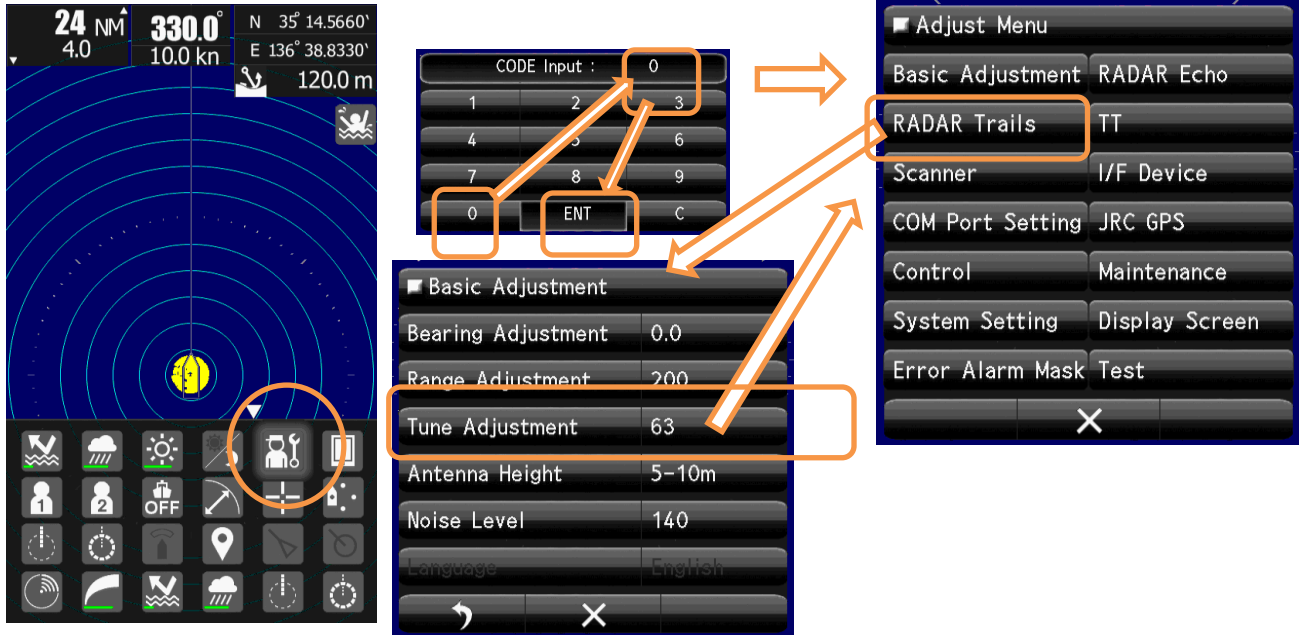 24 NM
4.0
330.0°
10.0 kn
N 35° 14.5660'
E 136° 38.8330'
120.0 m
1
2
OFF
CODE Input : 0
1 2 3
4 5 6
7 8 9
0 ENT C
Basic Adjustment
Bearing Adjustment 0.0
Range Adjustment 200
Tune Adjustment 63
Antenna Height 5-10m
Noise Level 140
Language English
Adjust Menu
Basic Adjustment RADAR Echo
RADAR Trails TT
Scanner I/F Device
COM Port Setting JRC GPS
Control Maintenance
System Setting Display Screen
Error Alarm Mask Test